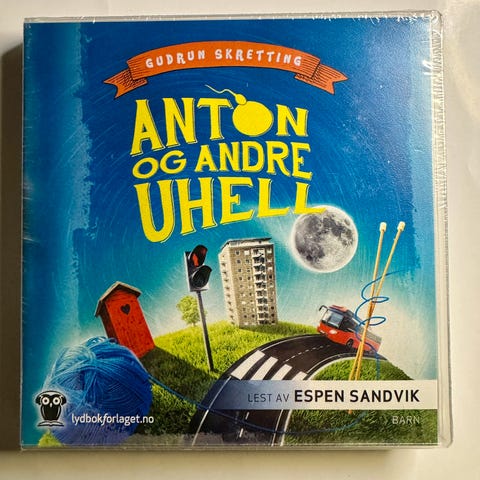 GUDRUN SKRETTING
ANTON
OG ANDRE
UHELL
LEST AV ESPEN SANDVIK
lydbokforlaget.no
BARN